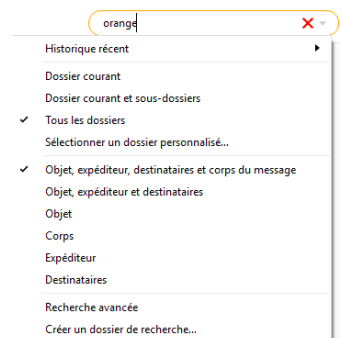 orange
Historique récent
Dossier courant
Dossier courant et sous-dossiers
Tous les dossiers
Sélectionner un dossier personnalisé...
Objet, expéditeur, destinataires et corps du message
Objet, expéditeur et destinataires
Objet
Corps
Expéditeur
Destinataires
Recherche avancée
Créer un dossier de recherche...